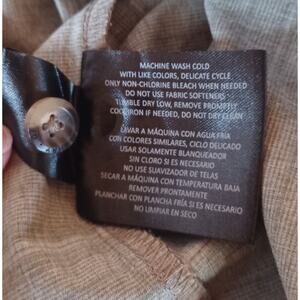 MACHINE WASH COLD
WITH LIKE COLORS, DELICATE CYCLE
ONLY NON-CHLORINE BLEACH WHEN NEEDED
DO NOT USE FABRIC SOFTENERS
TUMBLE DRY LOW, REMOVE PROMPTLY
COOL IRON IF NEEDED, DO NOT DRY CLEAN
LAVAR A MÁQUINA CON AGUA FRÍA
CON COLORES SIMILARES, CICLO DELICADO
USAR SOLAMENTE BLANQUEADOR
SIN CLORO SI ES NECESARIO
NO USE SUAVIZADOR DE TELAS
SECAR A MÁQUINA CON TEMPERATURA BAJA
REMOVER PRONTAMENTE
PLANCHAR CON PLANCHA FRÍA SI ES NECESARIO
NO LIMPIAR EN SECO